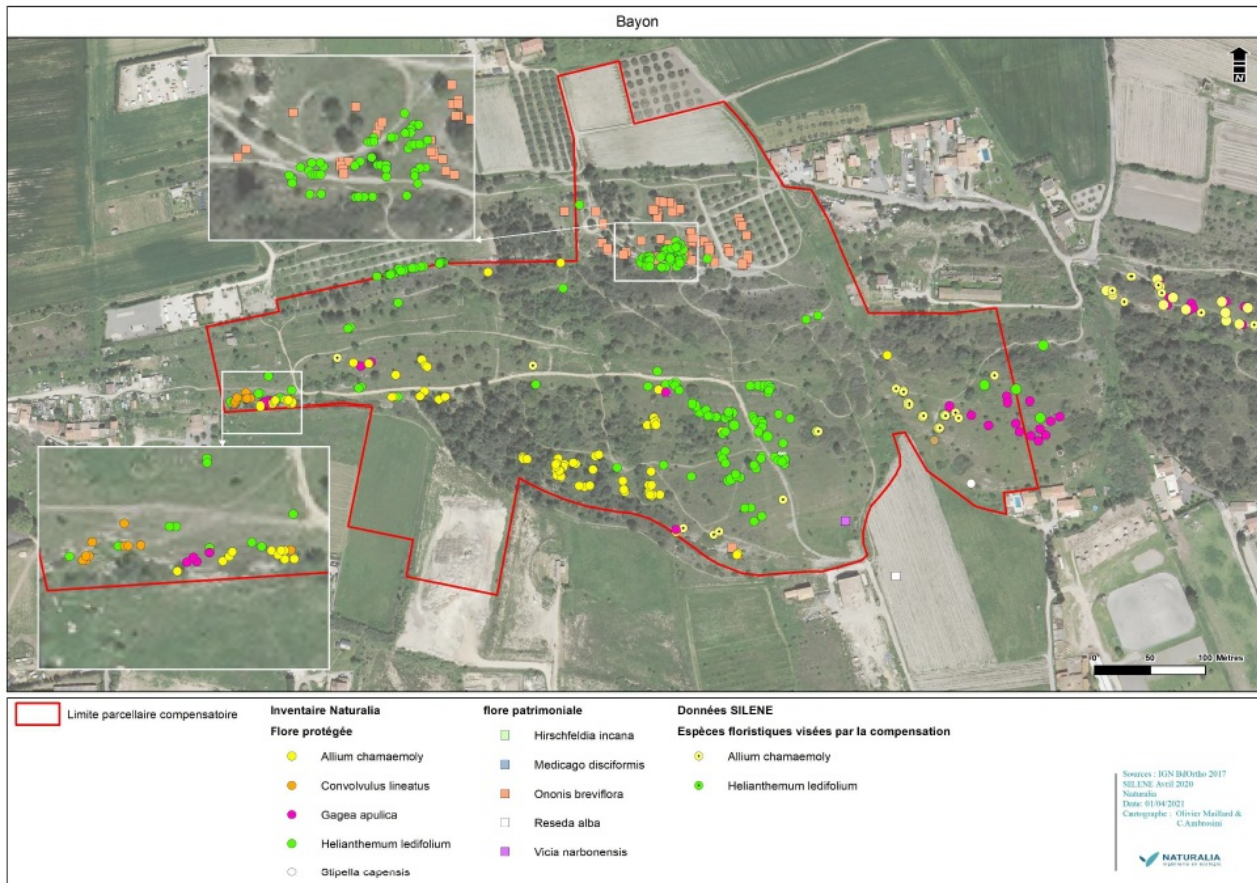 Bayon
N
0 50 100 Mètres
Limite parcellaire compensatoire
Inventaire Naturalia
Flore protégée
Allium chamaemoly
Convolvulus lineatus
Gagea apulica
Helianthemum ledifolium
Stipella capensis
flore patrimoniale
Hirschfeldia incana
Medicago disciformis
Ononis breviflora
Reseda alba
Vicia narbonensis
Données SILENE
Espèces floristiques visées par la compensation
Allium chamaemoly
Helianthemum ledifolium
Sources : IGN BdOrtho 2017
SILENE Avril 2020
Naturalia
Date: 01/04/2021
Cartographe : Olivier Maillard &
C.Ambrosini
NATURALIA